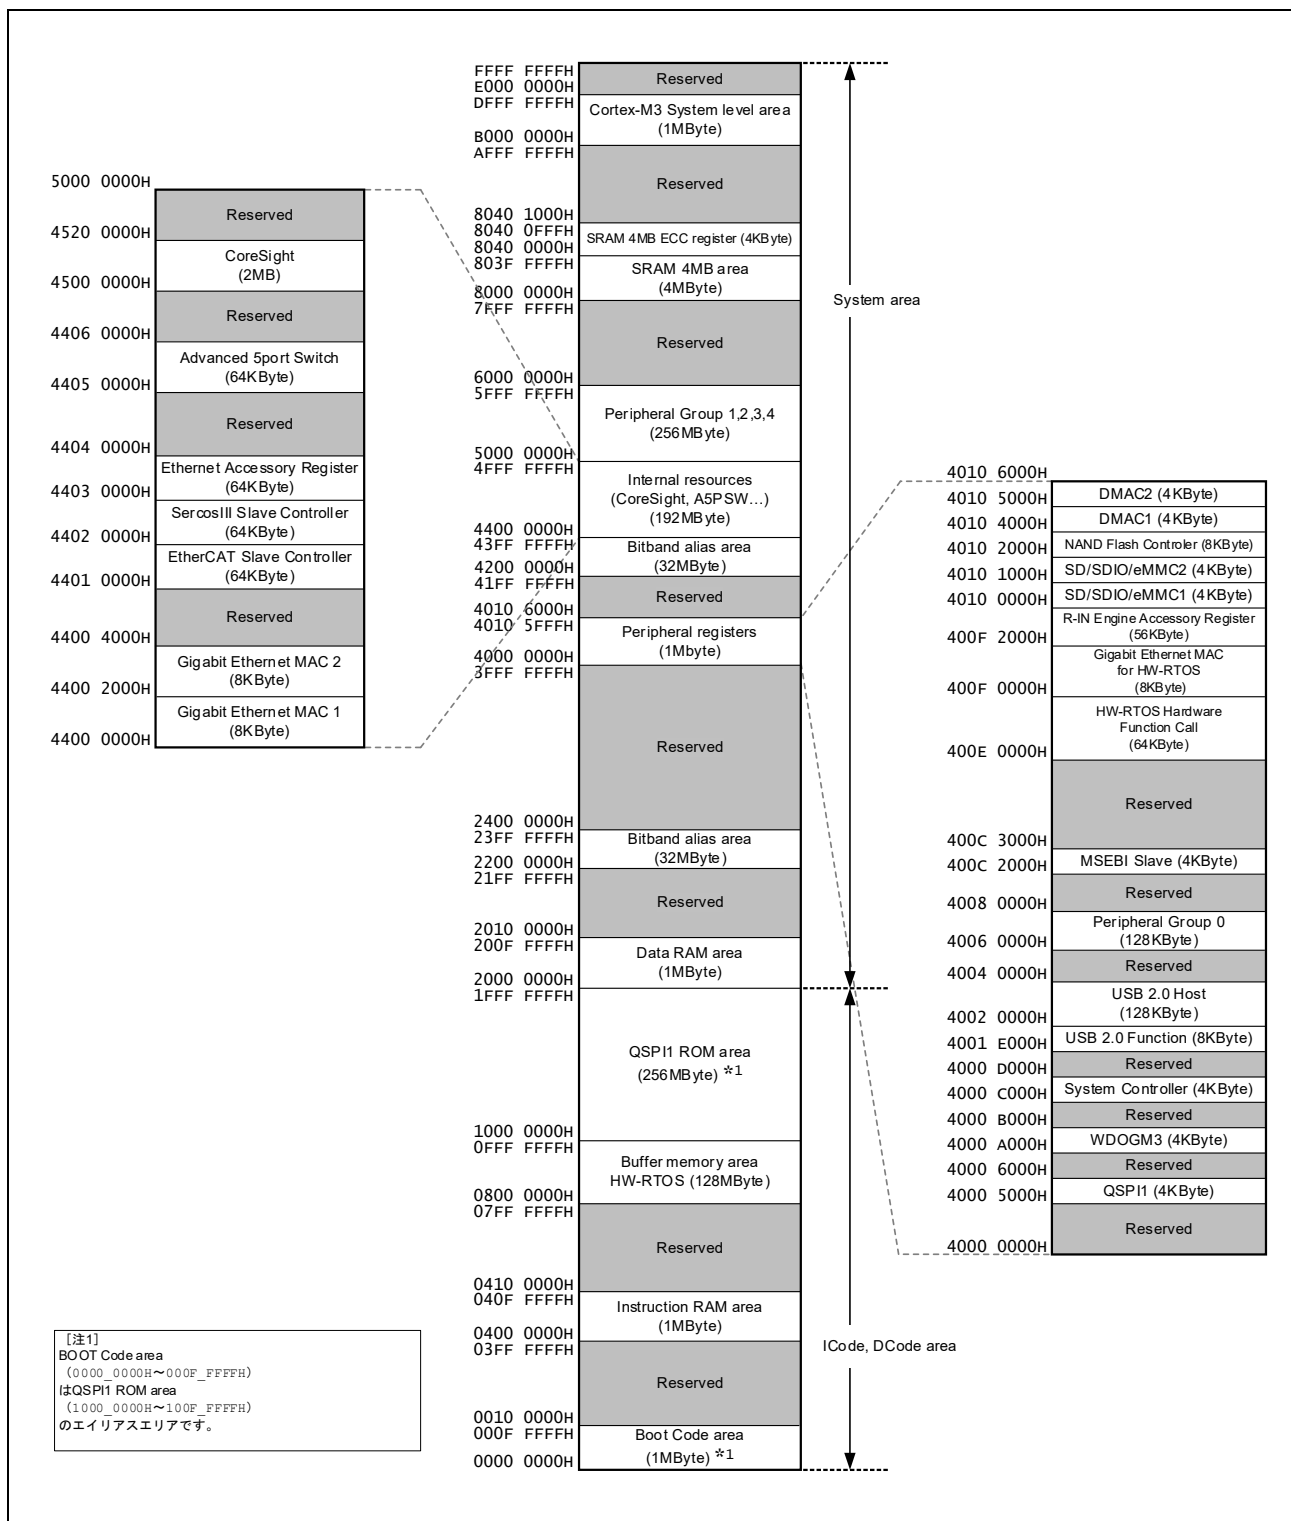 5000 0000H
Reserved
4520 0000H
CoreSight
(2MB)
4500 0000H
Reserved
4406 0000H
Advanced 5port Switch
(64KByte)
4405 0000H
Reserved
4404 0000H
Ethernet Accessory Register
(64KByte)
4403 0000H
SercosIII Slave Controller
(64KByte)
4402 0000H
EtherCAT Slave Controller
(64KByte)
4401 0000H
Reserved
4400 4000H
Gigabit Ethernet MAC 2
(8KByte)
4400 2000H
Gigabit Ethernet MAC 1
(8KByte)
4400 0000H
FFFF FFFFH
Reserved
E000 0000H
DFFF FFFFH
Cortex-M3 System level area
(1MByte)
B000 0000H
AFFF FFFFH
Reserved
8040 1000H
8040 0FFFH
SRAM 4MB ECC register (4KByte)
8040 0000H
803F FFFFH
SRAM 4MB area
(4MByte)
8000 0000H
7FFF FFFFH
Reserved
6000 0000H
5FFF FFFFH
Peripheral Group 1,2,3,4
(256MByte)
5000 0000H
4FFF FFFFH
Internal resources
(CoreSight, A5PSW...)
(192MByte)
4400 0000H
43FF FFFFH
Bitband alias area
(32MByte)
4200 0000H
41FF FFFFH
Reserved
4010 6000H
4010 5FFFH
Peripheral registers
(1Mbyte)
4000 0000H
3FFF FFFFH
Reserved
2400 0000H
23FF FFFFH
Bitband alias area
(32MByte)
2200 0000H
21FF FFFFH
Reserved
2010 0000H
200F FFFFH
Data RAM area
(1MByte)
2000 0000H
1FFF FFFFH
QSPI1 ROM area
(256MByte) *1
1000 0000H
0FFF FFFFH
Buffer memory area
HW-RTOS (128MByte)
0800 0000H
07FF FFFFH
Reserved
0410 0000H
040F FFFFH
Instruction RAM area
(1MByte)
0400 0000H
03FF FFFFH
Reserved
0010 0000H
000F FFFFH
Boot Code area
(1MByte) *1
0000 0000H
System area
ICode, DCode area
4010 6000H
DMAC2 (4KByte)
4010 5000H
DMAC1 (4KByte)
4010 4000H
NAND Flash Controler (8KByte)
4010 2000H
SD/SDIO/eMMC2 (4KByte)
4010 1000H
SD/SDIO/eMMC1 (4KByte)
4010 0000H
R-IN Engine Accessory Register
(56KByte)
400F 2000H
Gigabit Ethernet MAC
for HW-RTOS
(8KByte)
400F 0000H
HW-RTOS Hardware
Function Call
(64KByte)
400E 0000H
Reserved
400C 3000H
MSEBI Slave (4KByte)
400C 2000H
Reserved
4008 0000H
Peripheral Group 0
(128KByte)
4006 0000H
Reserved
4004 0000H
USB 2.0 Host
(128KByte)
4002 0000H
USB 2.0 Function (8KByte)
4001 E000H
Reserved
4000 D000H
System Controller (4KByte)
4000 C000H
Reserved
4000 B000H
WDOGM3 (4KByte)
4000 A000H
Reserved
4000 6000H
QSPI1 (4KByte)
4000 5000H
Reserved
4000 0000H
[注1]
BOOT Code area
（0000_0000H～000F_FFFFH）
はQSPI1 ROM area
（1000_0000H～100F_FFFFH）
のエイリアスエリアです。